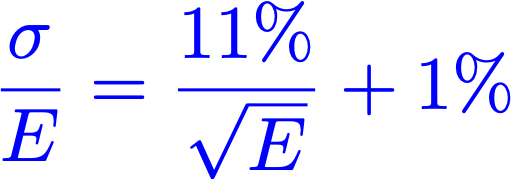 σ/E = 11%/√E + 1%